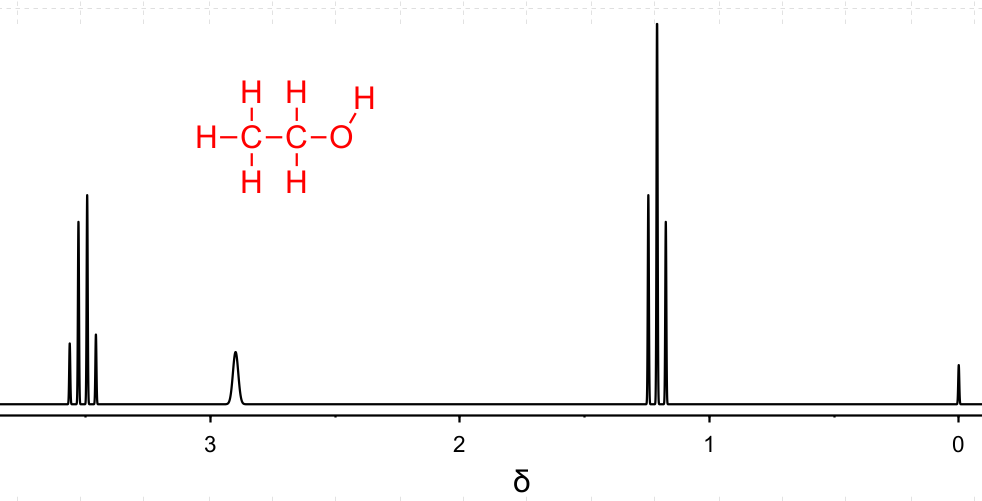 H H H
H C C O
H H
3 2 1 0
δ